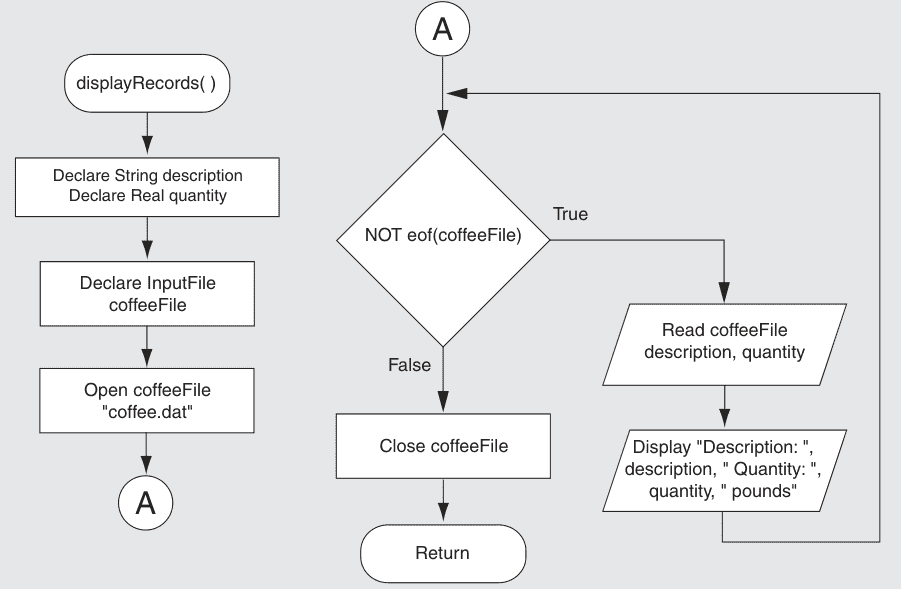 displayRecords( )
Declare String description
Declare Real quantity
Declare InputFile
coffeeFile
Open coffeeFile
"coffee.dat"
A
A
NOT eof(coffeeFile)
True
Read coffeeFile
description, quantity
Display "Description: ",
description, " Quantity: ",
quantity, " pounds"
False
Close coffeeFile
Return